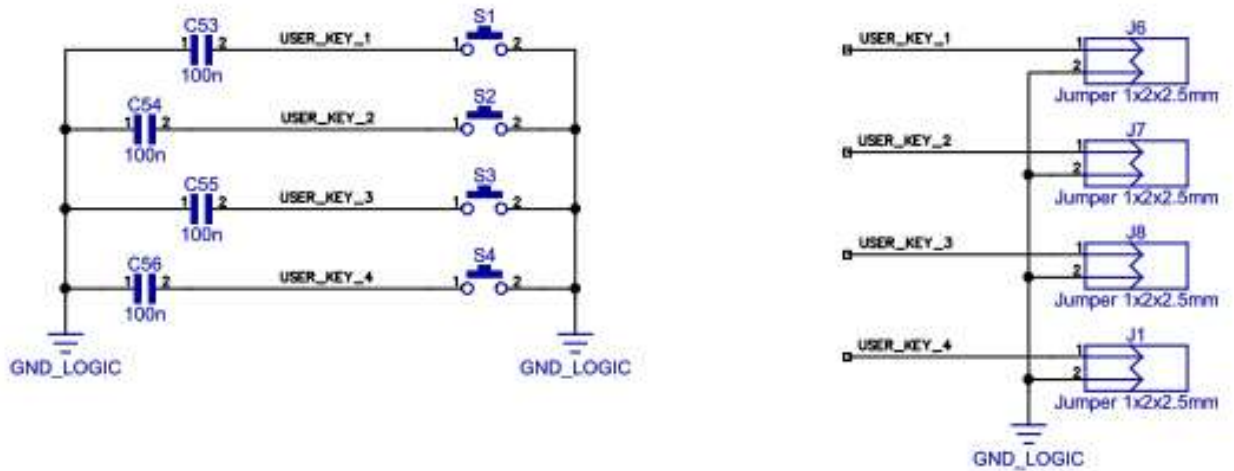 C53
1 2
100n
USER_KEY_1
S1
1 2
C54
1 2
100n
USER_KEY_2
S2
1 2
C55
1 2
100n
USER_KEY_3
S3
1 2
C56
1 2
100n
USER_KEY_4
S4
1 2
GND_LOGIC
GND_LOGIC
USER_KEY_1
J6
1
2
Jumper 1x2x2.5mm
USER_KEY_2
J7
1
2
Jumper 1x2x2.5mm
USER_KEY_3
J8
1
2
Jumper 1x2x2.5mm
USER_KEY_4
J1
1
2
Jumper 1x2x2.5mm
GND_LOGIC